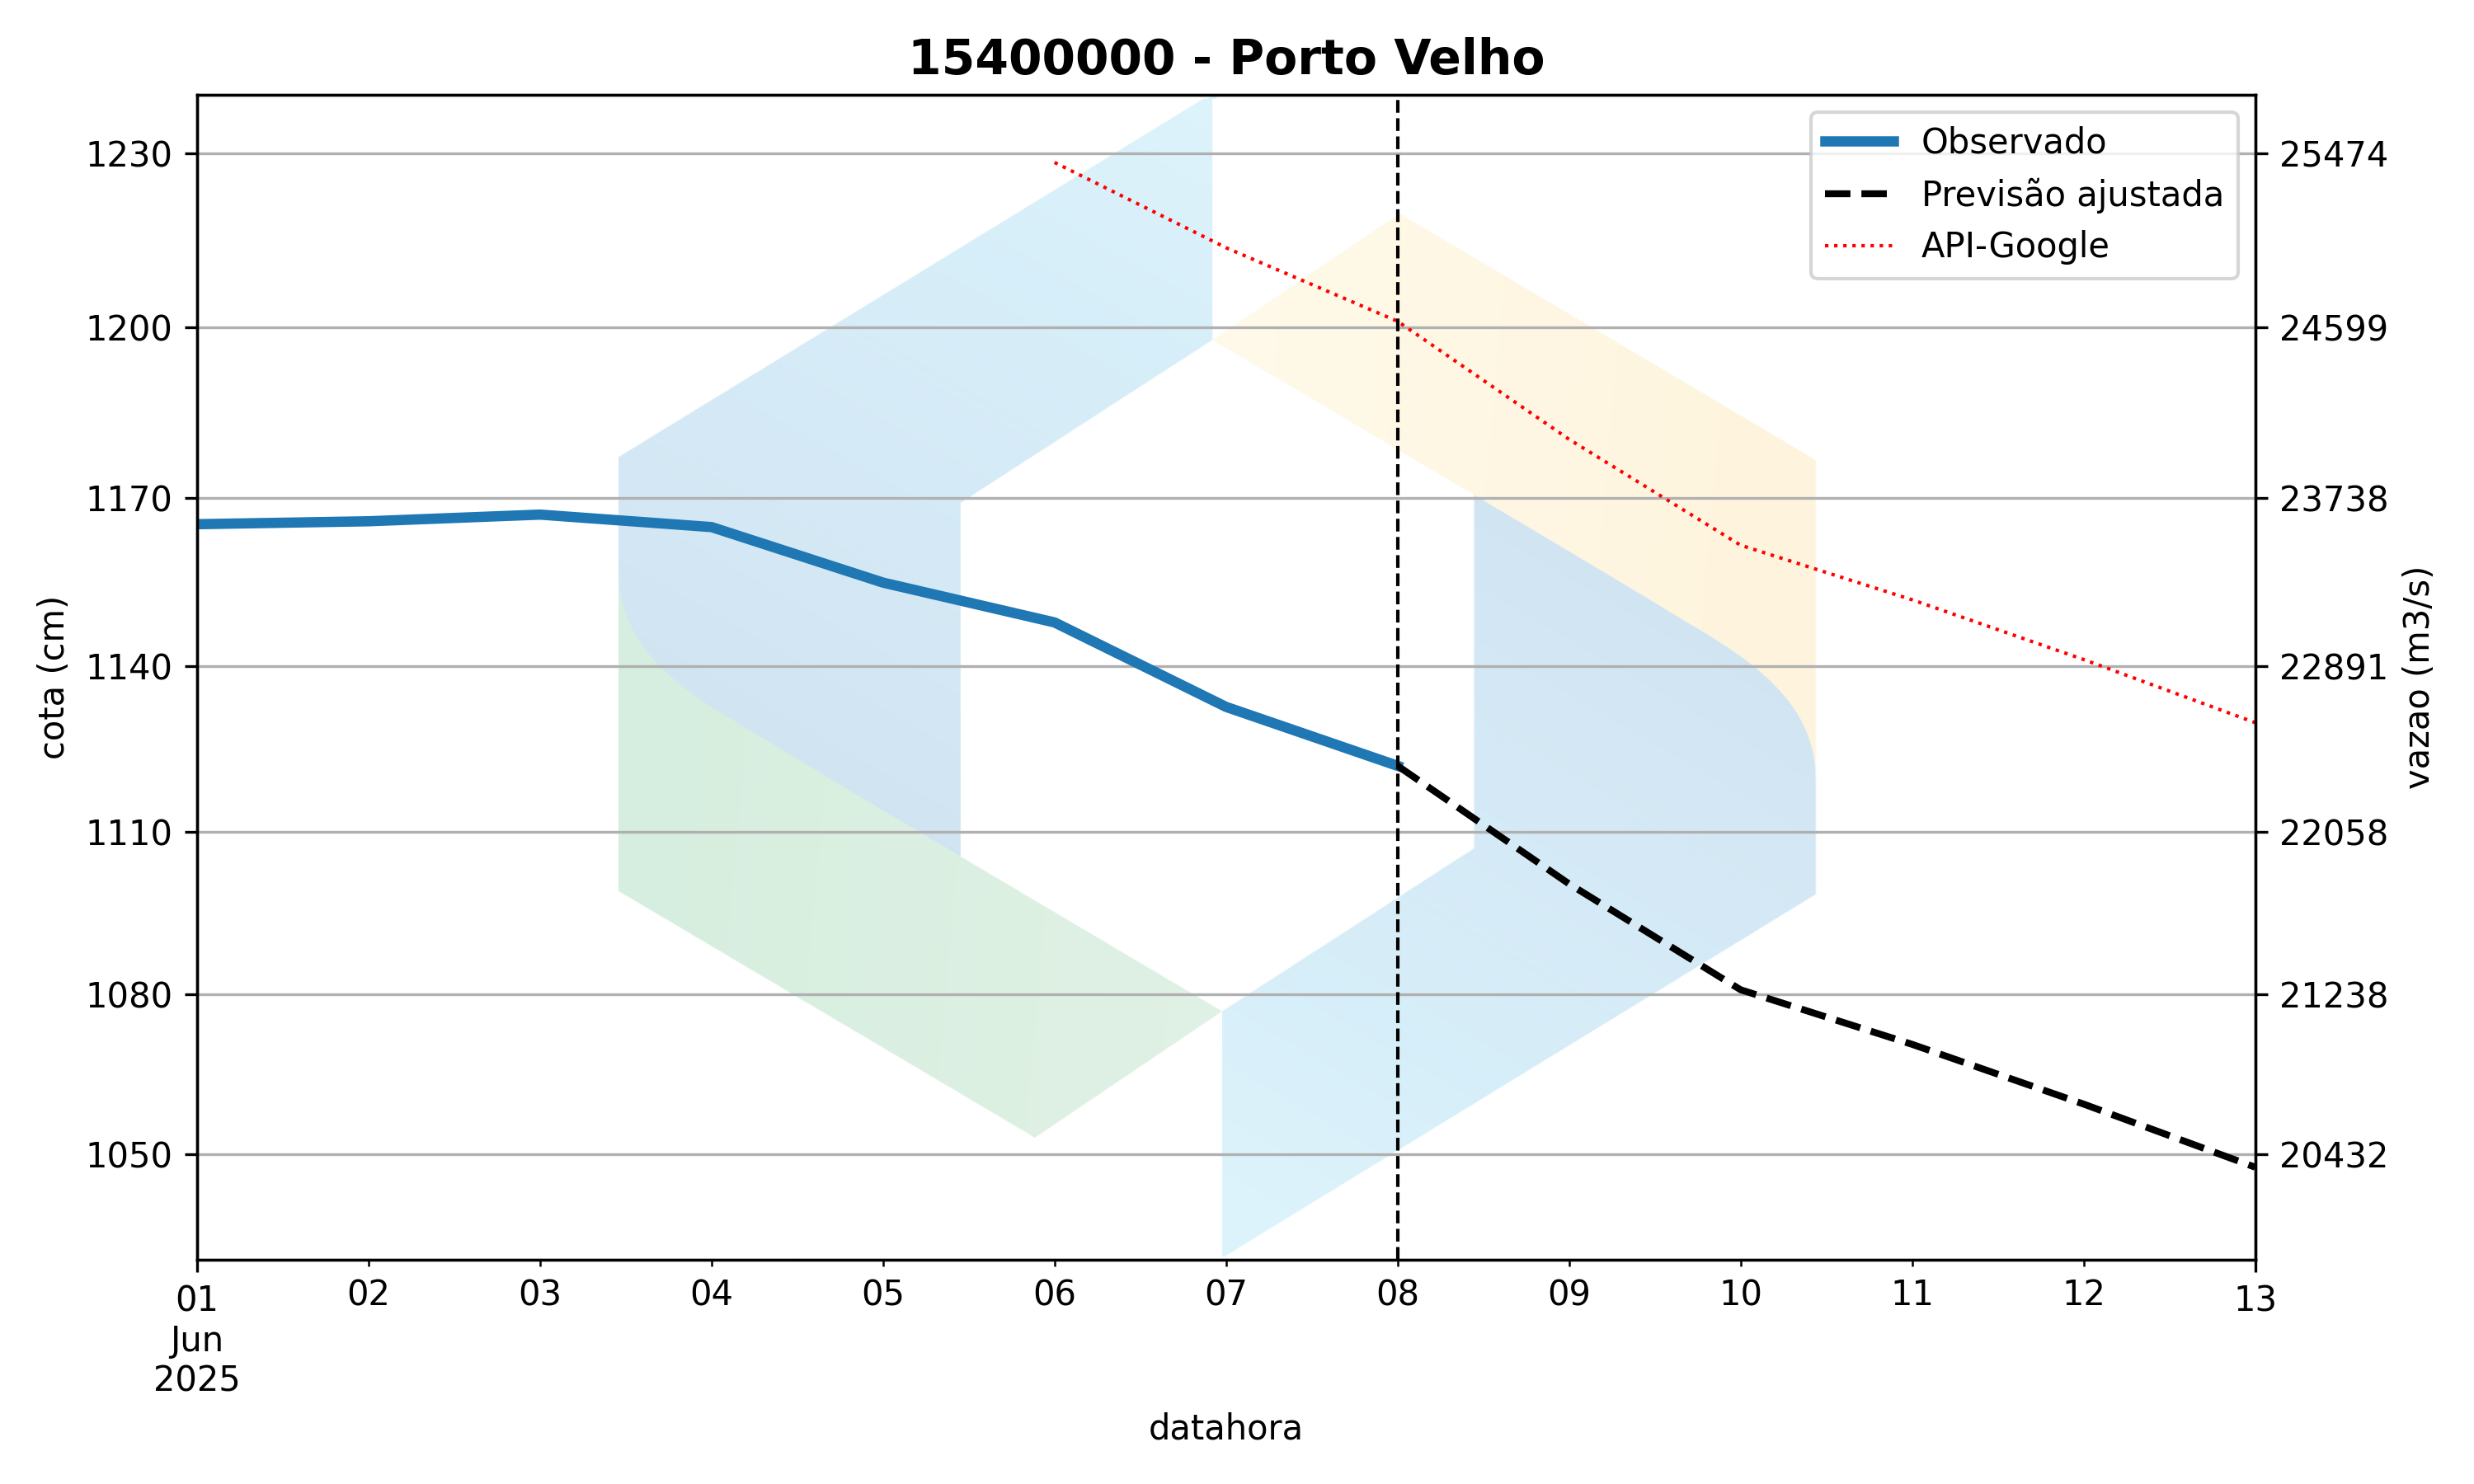 15400000 - Porto Velho
Observado
Previsão ajustada
API-Google
1230
1200
1170
1140
1110
1080
1050
cota (cm)
25474
24599
23738
22891
22058
21238
20432
vazao (m3/s)
01 02 03 04 05 06 07 08 09 10 11 12 13
Jun
2025
datahora